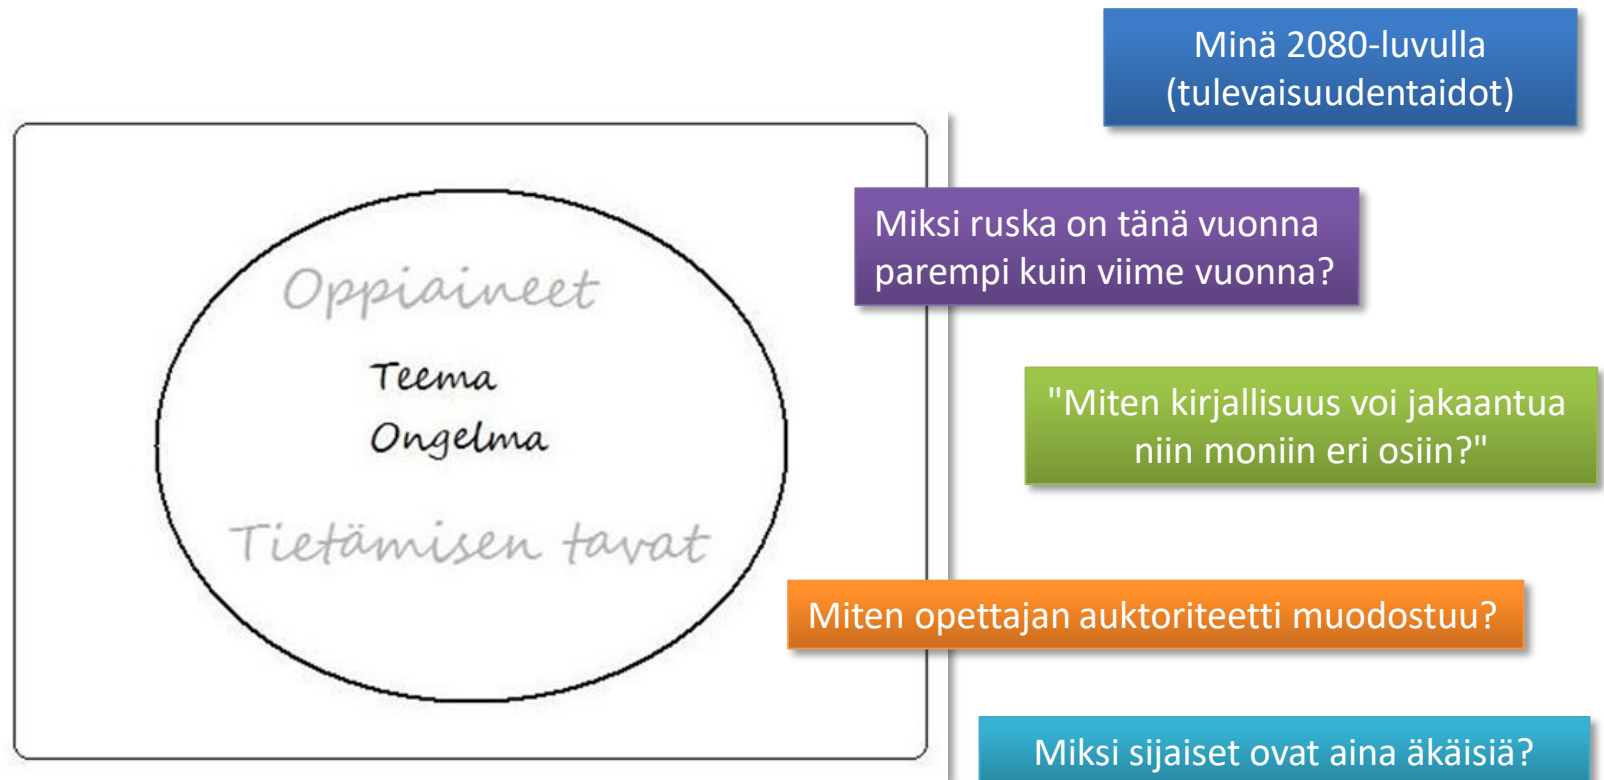 Minä 2080-luvulla
(tulevaisuudentaidot)
Miksi ruska on tänä vuonna
parempi kuin viime vuonna?
Oppiaineet
Teema
Ongelma
Tietämisen tavat
"Miten kirjallisuus voi jakaantua
niin moniin eri osiin?"
Miten opettajan auktoriteetti muodostuu?
Miksi sijaiset ovat aina äkäisiä?